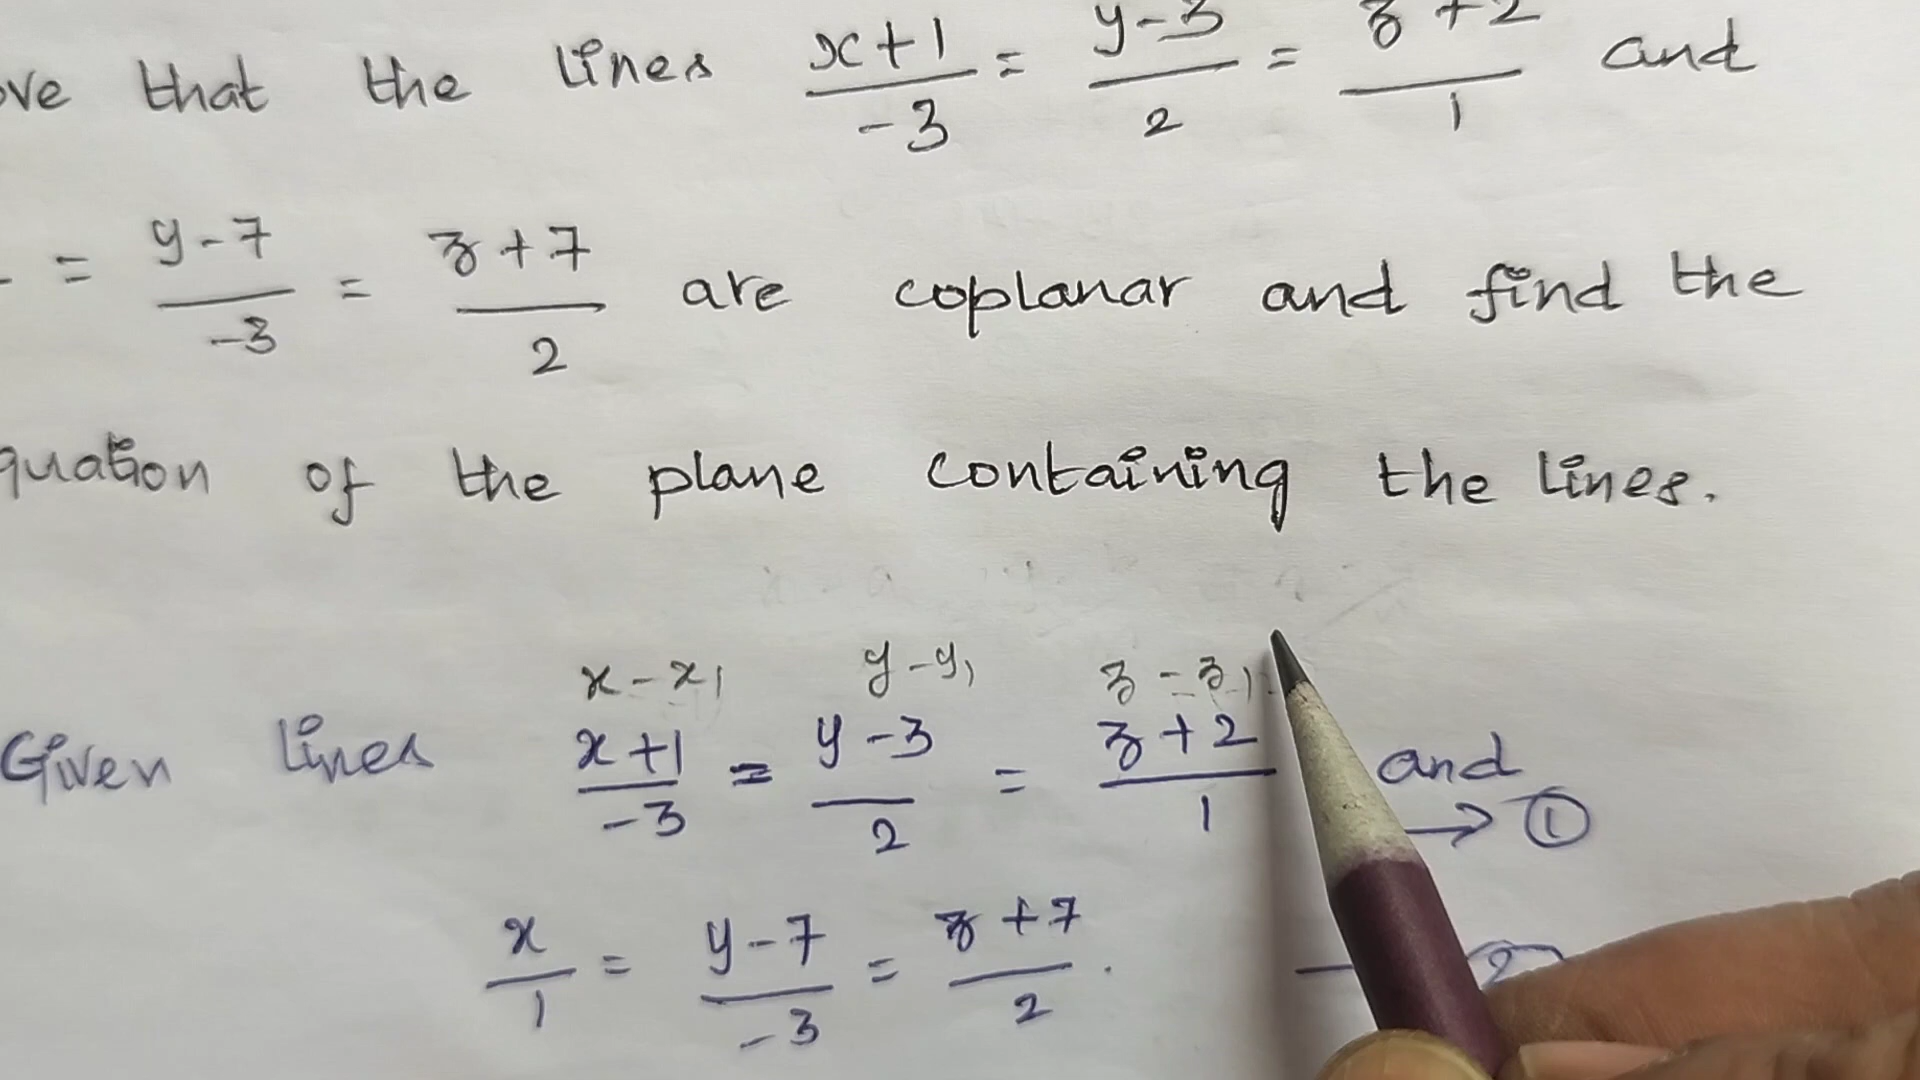 ove that the lines x+1/-3 = y-3/2 = z+2/1 and
= y-7/-3 = z+7/2 are coplanar and find the
quation of the plane containing the lines.
x-x₁ y-y₁ z-z₁
Given lines x+1/-3 = y-3/2 = z+2/1 and → ①
x/1 = y-7/-3 = z+7/2. — ②